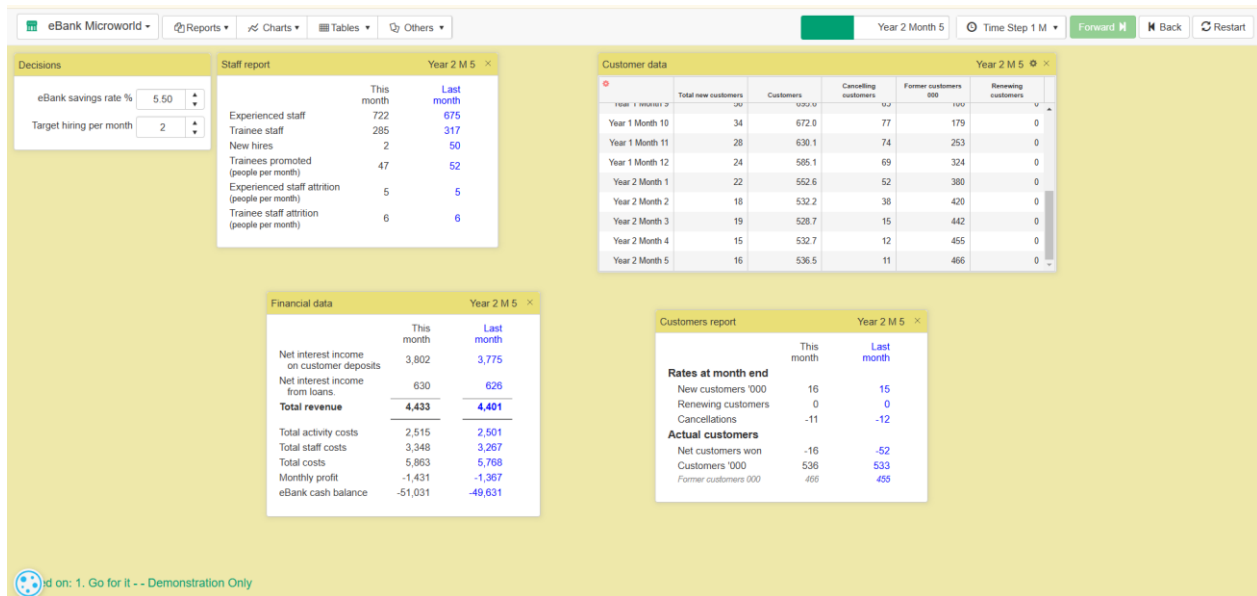 eBank Microworld
Reports
Charts
Tables
Others
Year 2 Month 5
Time Step 1 M
Forward
Back
Restart
Decisions
eBank savings rate % 5.50
Target hiring per month 2
Staff report Year 2 M 5 ×
This month Last month
Experienced staff 722 675
Trainee staff 285 317
New hires 2 50
Trainees promoted (people per month) 47 52
Experienced staff attrition (people per month) 5 5
Trainee staff attrition (people per month) 6 6
Customer data Year 2 M 5 ×
Total new customers Customers Cancelling customers Former customers 000 Renewing customers
Year 1 Month 10 34 672.0 77 179 0
Year 1 Month 11 28 630.1 74 253 0
Year 1 Month 12 24 585.1 69 324 0
Year 2 Month 1 22 552.6 52 380 0
Year 2 Month 2 18 532.2 38 420 0
Year 2 Month 3 19 528.7 15 442 0
Year 2 Month 4 15 532.7 12 455 0
Year 2 Month 5 16 536.5 11 466 0
Financial data Year 2 M 5 ×
This month Last month
Net interest income on customer deposits 3,802 3,775
Net interest income from loans. 630 626
Total revenue 4,433 4,401
Total activity costs 2,515 2,501
Total staff costs 3,348 3,267
Total costs 5,863 5,768
Monthly profit -1,431 -1,367
eBank cash balance -51,031 -49,631
Customers report Year 2 M 5 ×
This month Last month
Rates at month end
New customers '000 16 15
Renewing customers 0 0
Cancellations -11 -12
Actual customers
Net customers won -16 -52
Customers '000 536 533
Former customers 000 466 455
on: 1. Go for it - - Demonstration Only